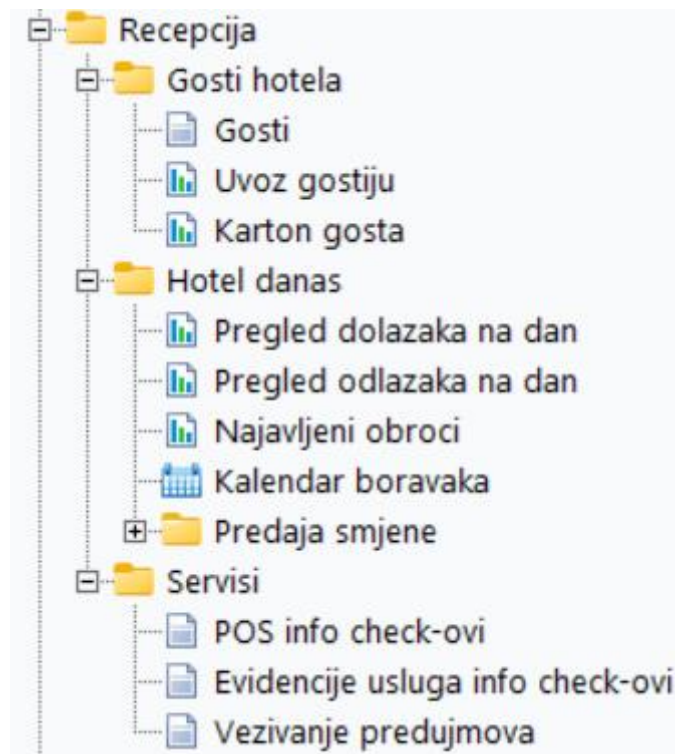 Recepcija
Gosti hotela
Gosti
Uvoz gostiju
Karton gosta
Hotel danas
Pregled dolazaka na dan
Pregled odlazaka na dan
Najavljeni obroci
Kalendar boravaka
Predaja smjene
Servisi
POS info check-ovi
Evidencije usluga info check-ovi
Vezivanje predujmova